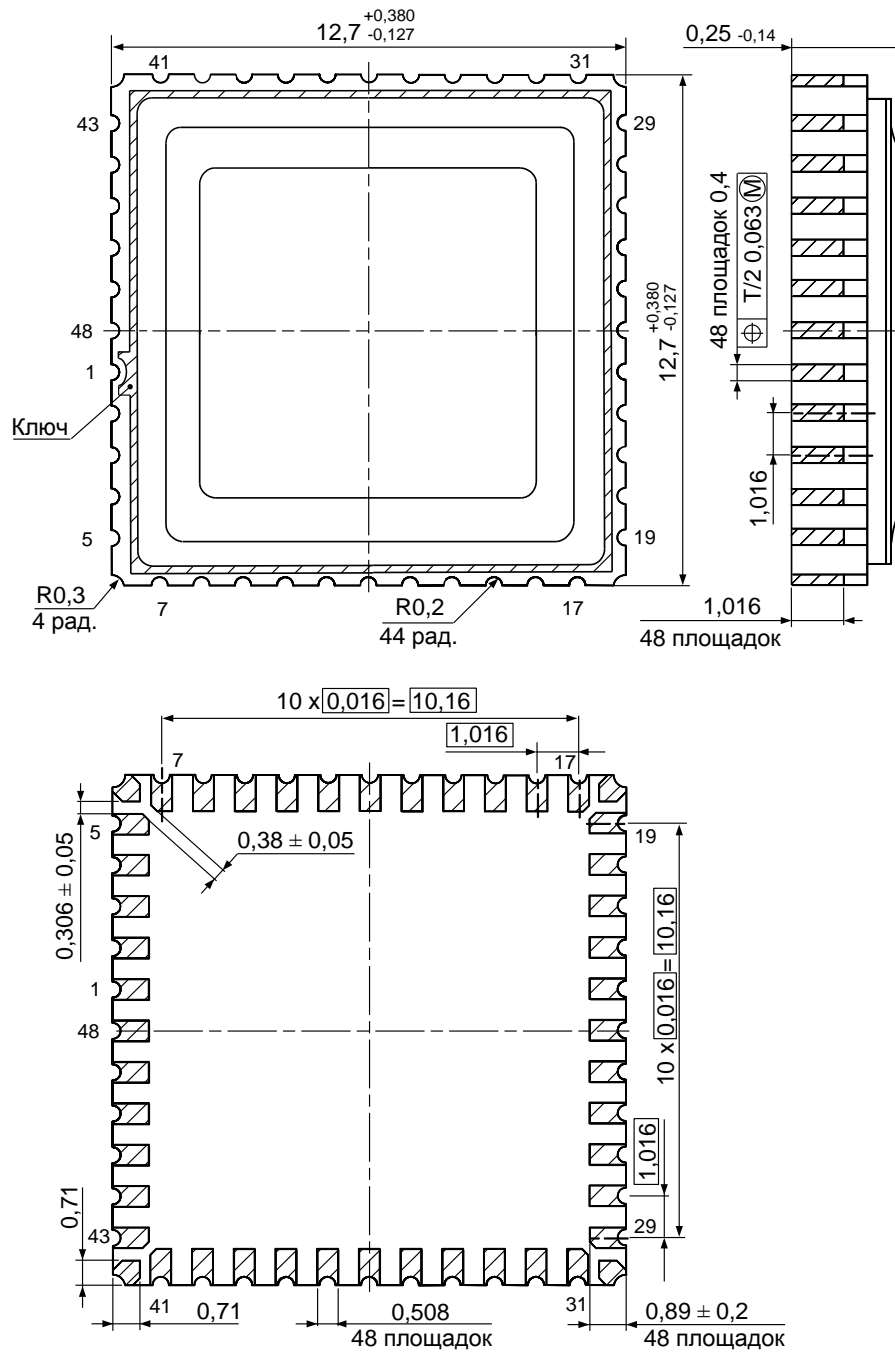 12,7 +0,380 -0,127
0,25 -0,14
41
31
43
29
48 площадок 0,4
⌖ T/2 0,063 Ⓜ
12,7 +0,380 -0,127
48
1
Ключ
1,016
5
19
R0,3
4 рад.
7
R0,2
44 рад.
17
1,016
48 площадок
10 x 0,016 = 10,16
1,016
7
17
5
19
0,38 ± 0,05
0,306 ± 0,05
1
48
10 x 0,016 = 10,16
1,016
0,71
43
29
41
31
0,71
0,508
48 площадок
0,89 ± 0,2
48 площадок